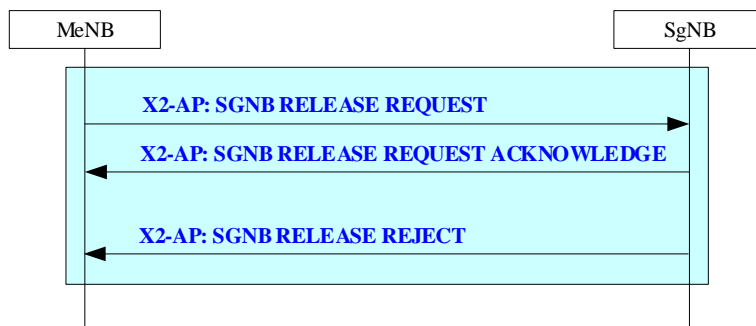 MeNB
SgNB
X2-AP: SGNB RELEASE REQUEST
X2-AP: SGNB RELEASE REQUEST ACKNOWLEDGE
X2-AP: SGNB RELEASE REJECT